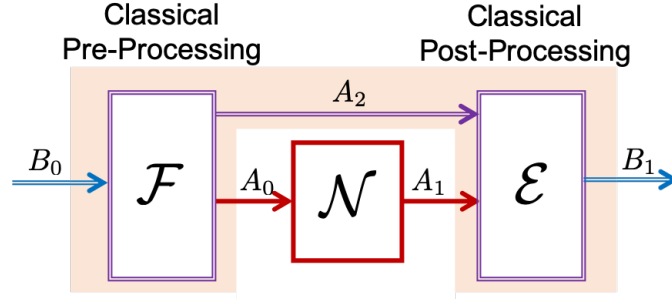 Classical
Pre-Processing
Classical
Post-Processing
A₂
B₀
ℱ
A₀
𝒩
A₁
ℰ
B₁